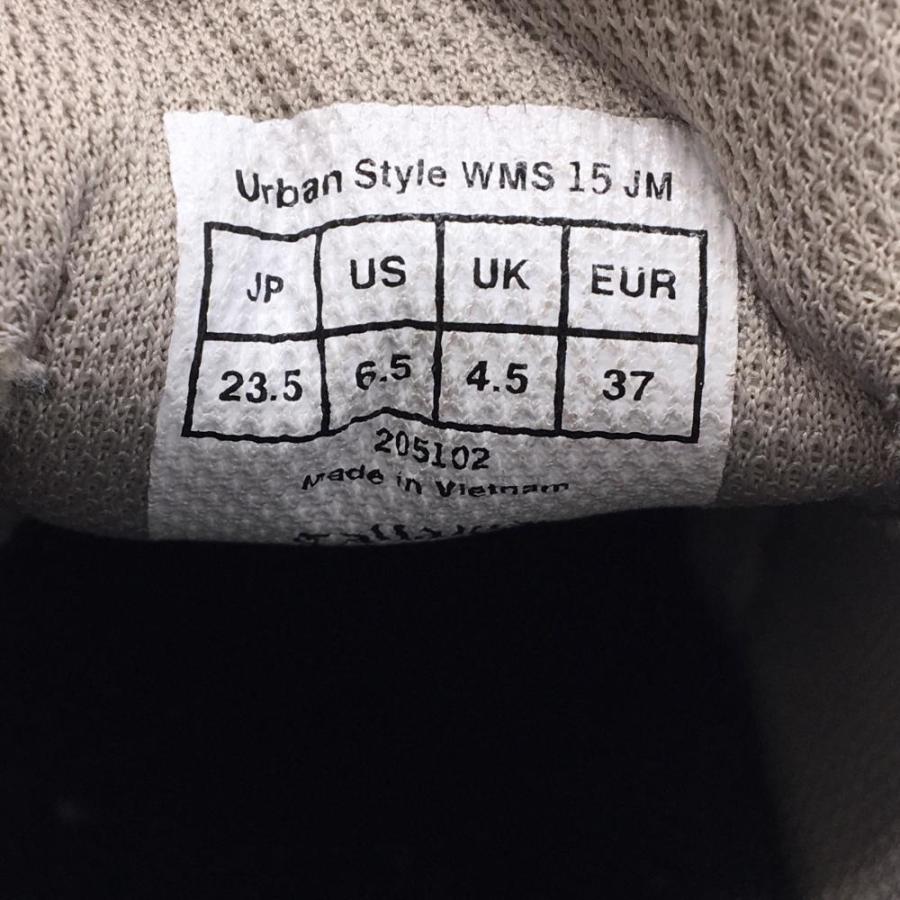 Urban Style WMS 15 JM
JP US UK EUR
23.5 6.5 4.5 37
205102
Made in Vietnam